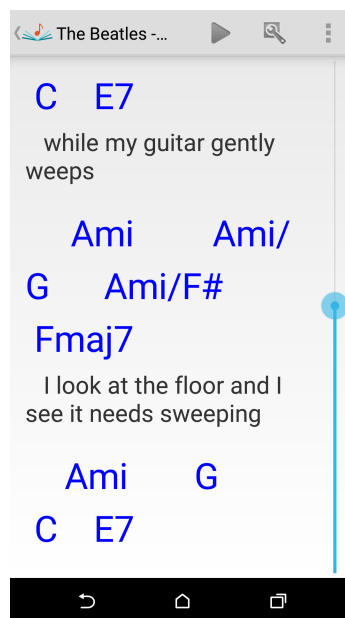 The Beatles -...
C E7
while my guitar gently
weeps
Ami Ami/
G Ami/F#
Fmaj7
I look at the floor and I
see it needs sweeping
Ami G
C E7